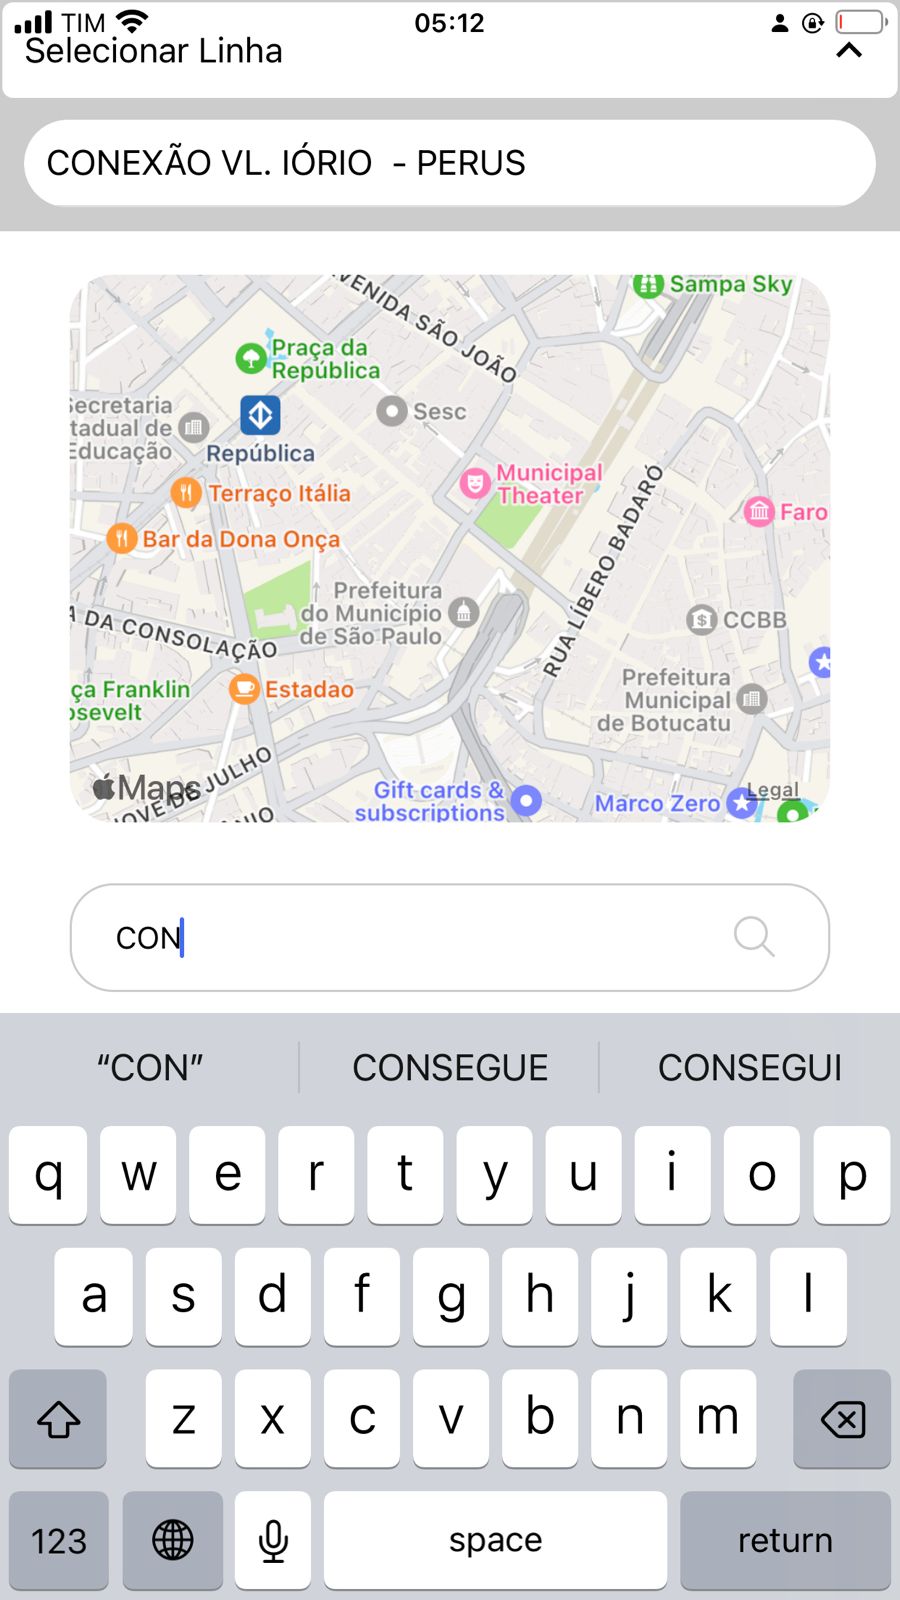 TIM 05:12
Selecionar Linha
CONEXÃO VL. IÓRIO - PERUS
VENIDA SÃO JOÃO
Sampa Sky
Praça da
República
Secretaria
tadual de
Educação
Sesc
República
Municipal
Theater
Terraço Itália
Faro
Bar da Dona Onça
RUA LÍBERO BADARÓ
Prefeitura
do Município
de São Paulo
A DA CONSOLAÇÃO
CCBB
Prefeitura
Municipal
de Botucatu
ça Franklin
osevelt
Estadao
Maps
OVE DE JULHO
Gift cards &
subscriptions
Marco Zero
Legal
CON
“CON” CONSEGUE CONSEGUI
q w e r t y u i o p
a s d f g h j k l
z x c v b n m
123 space return